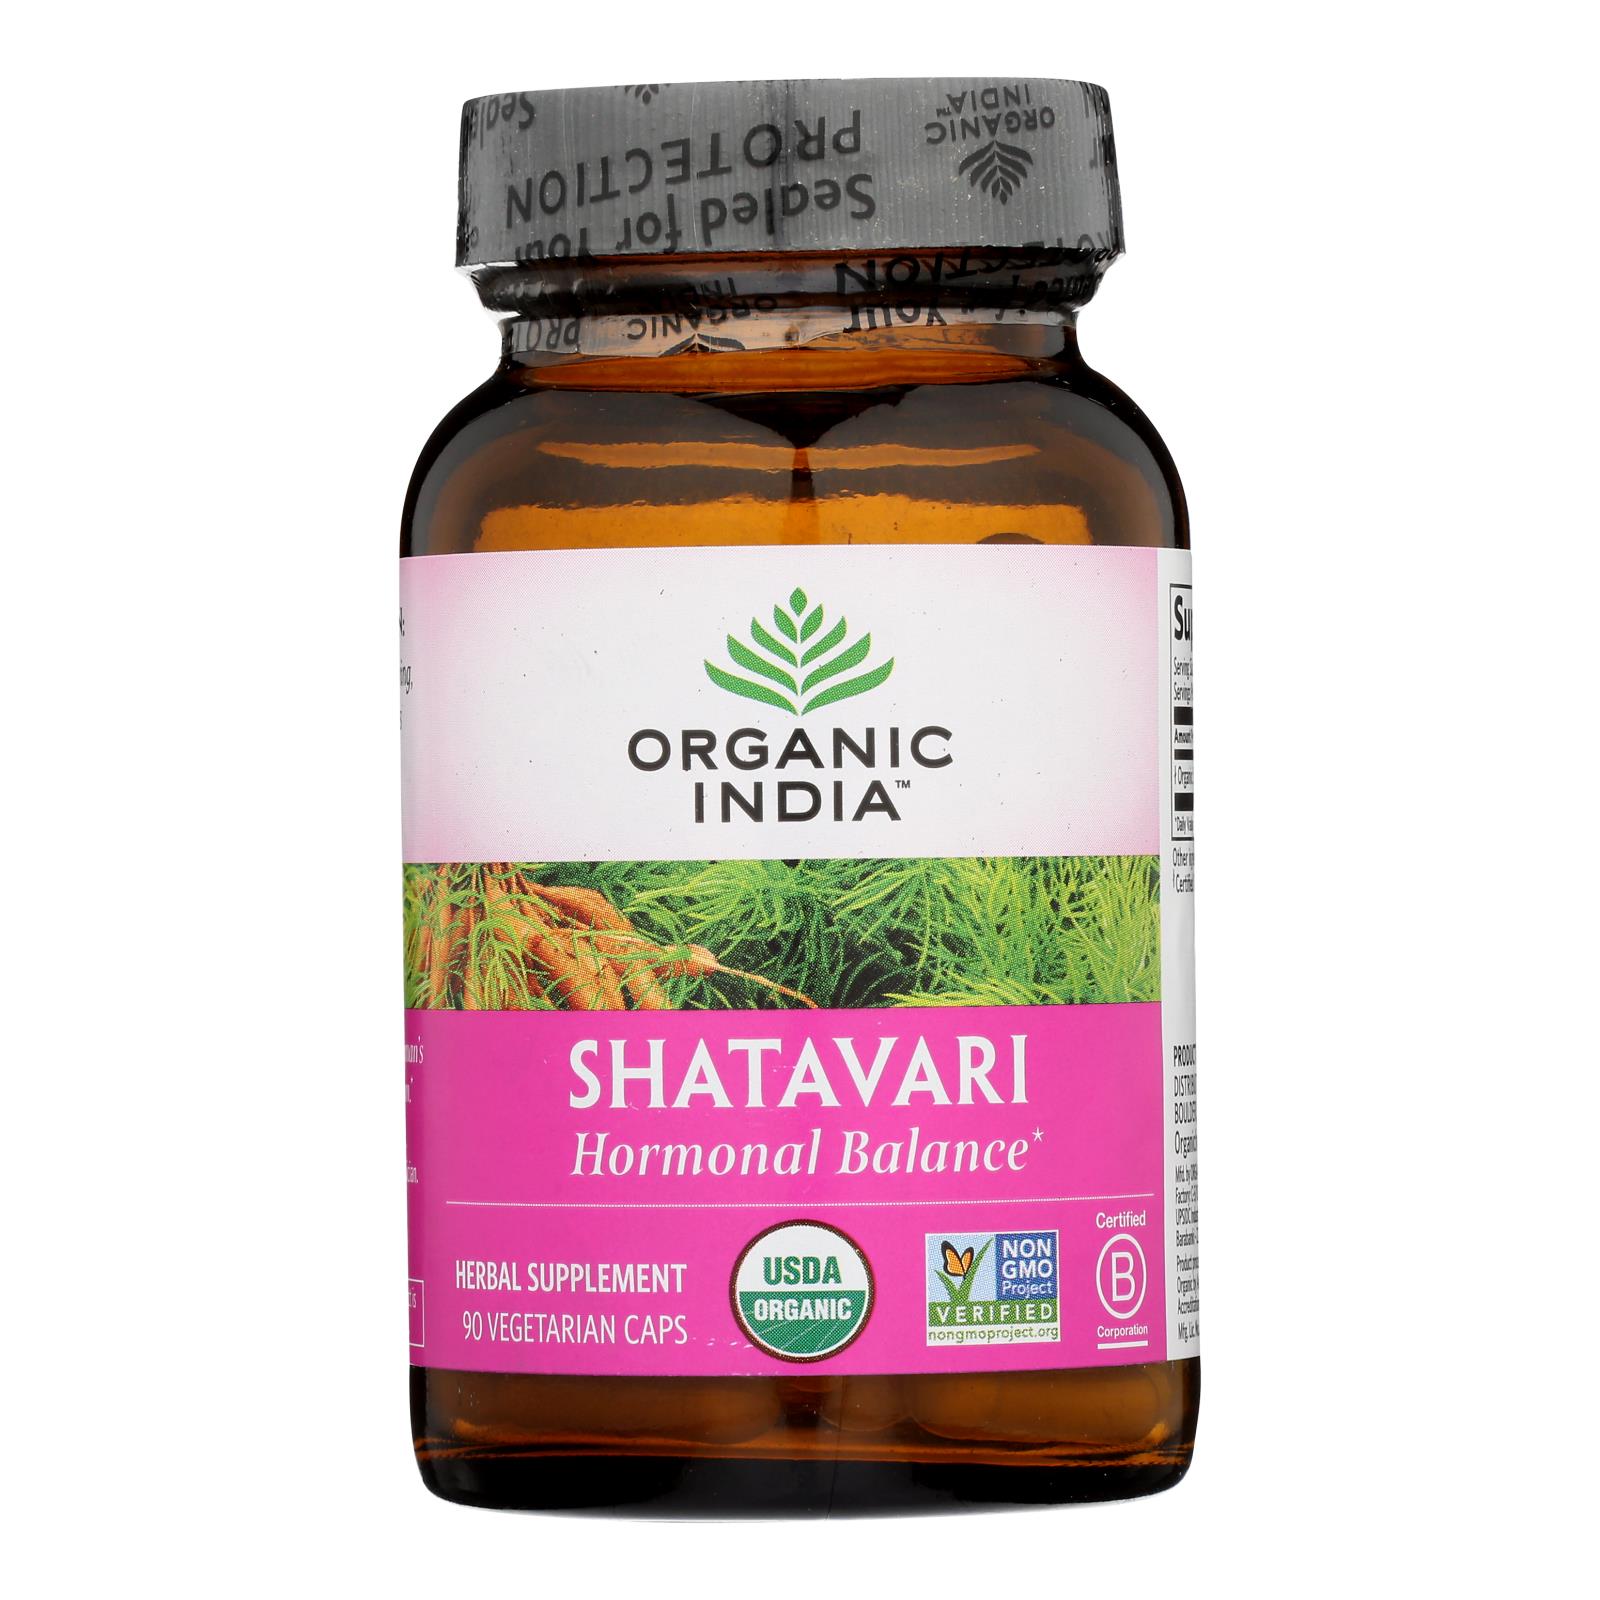 Sealed for Your
PROTECTION
ORGANIC
INDIA™
ORGANIC
INDIA™
SHATAVARI
Hormonal Balance*
HERBAL SUPPLEMENT
90 VEGETARIAN CAPS
USDA
ORGANIC
NON
GMO
Project
VERIFIED
nongmoproject.org
Certified
B
Corporation